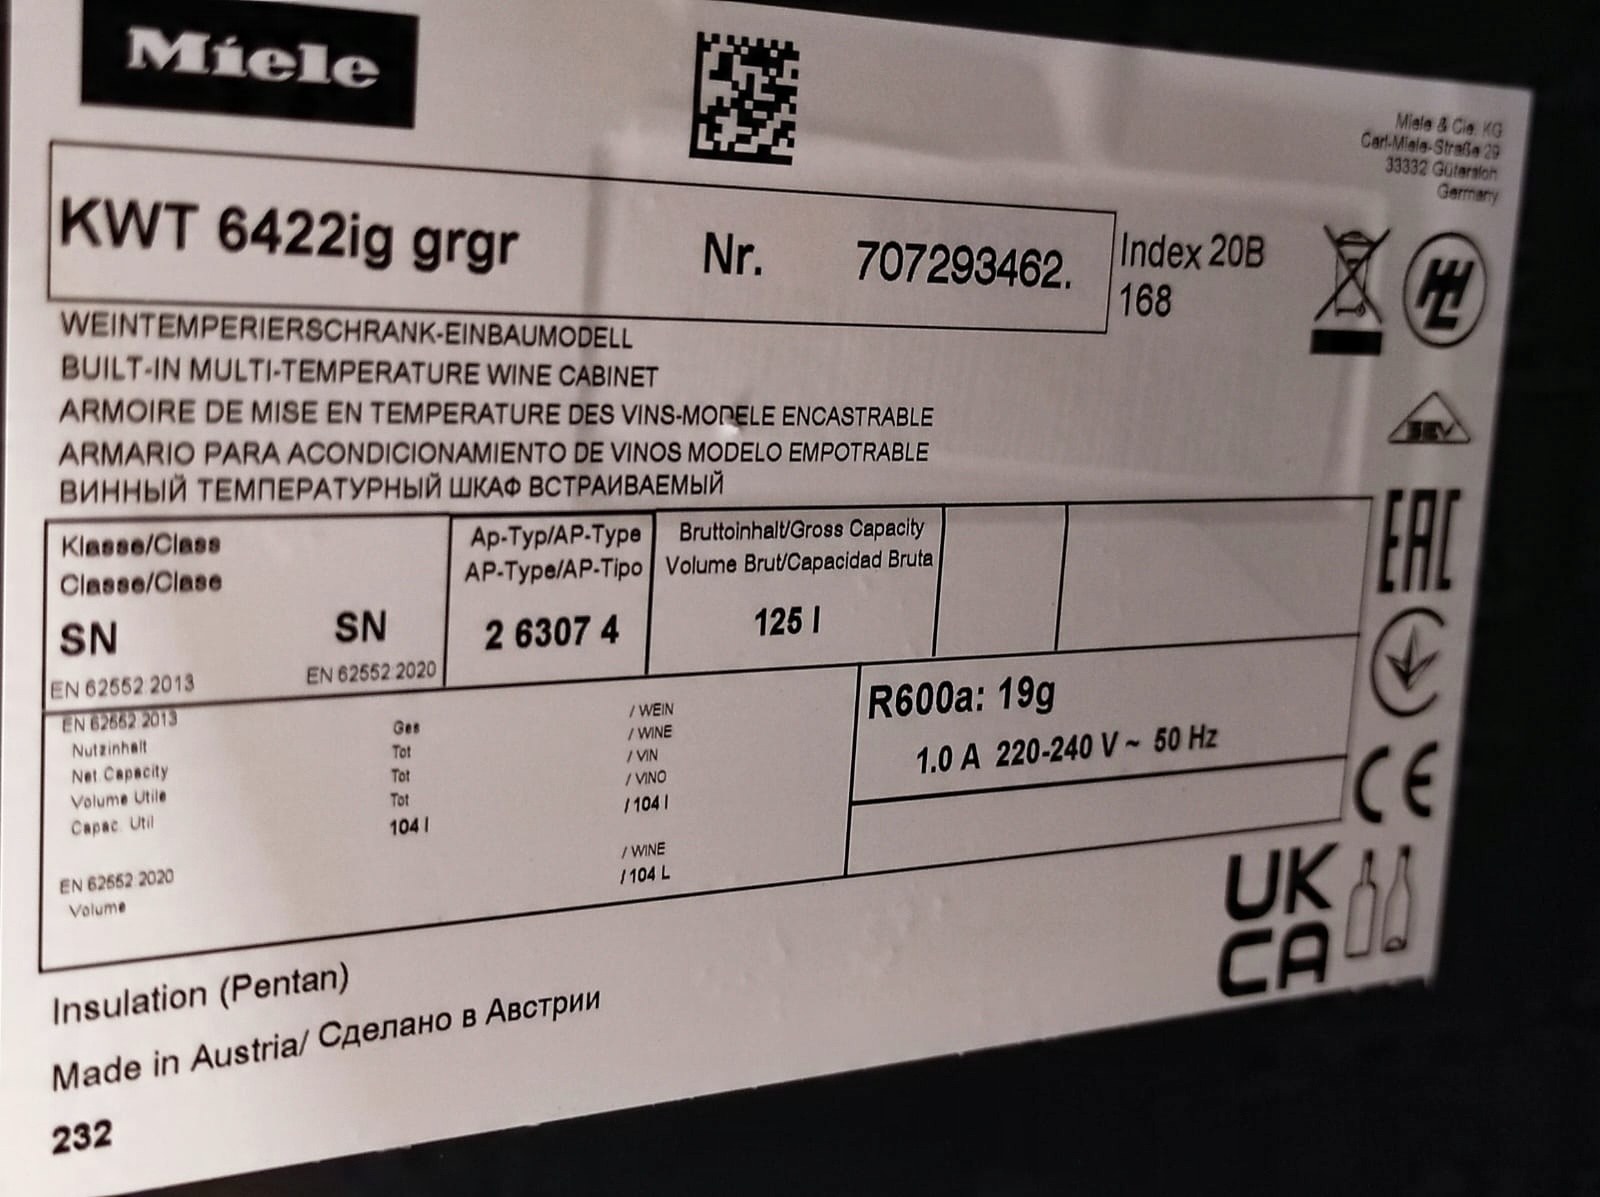 Miele
Miele & Cie. KG
Carl-Miele-Straße 29
33332 Gütersloh
Germany
KWT 6422ig grgr Nr. 707293462.
Index 20B
168
WEINTEMPERIERSCHRANK-EINBAUMODELL
BUILT-IN MULTI-TEMPERATURE WINE CABINET
ARMOIRE DE MISE EN TEMPERATURE DES VINS-MODELE ENCASTRABLE
ARMARIO PARA ACONDICIONAMIENTO DE VINOS MODELO EMPOTRABLE
ВИННЫЙ ТЕМПЕРАТУРНЫЙ ШКАФ ВСТРАИВАЕМЫЙ
SEV
EAC
Klasse/Class
Classe/Clase
SN SN
EN 62552:2013 EN 62552:2020
Ap-Typ/AP-Type
AP-Type/AP-Tipo
2 6307 4
Bruttoinhalt/Gross Capacity
Volume Brut/Capacidad Bruta
125 l
EN 62552:2013
Nutzinhalt Ges / WEIN
Net.Capacity Tot / WINE
Volume Utile Tot / VIN
Capac. Util Tot / VINO
104 l / 104 l
/ WINE
EN 62552:2020 / 104 L
Volume
R600a: 19g
1.0 A 220-240 V ~ 50 Hz
CE
UK
CA
Insulation (Pentan)
Made in Austria/ Сделано в Австрии
232